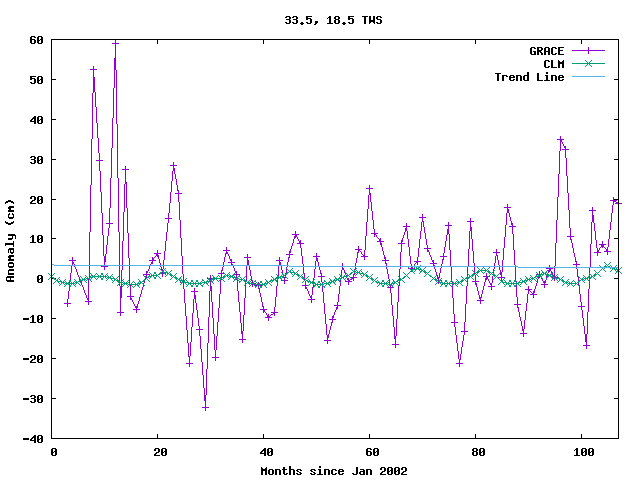 33.5, 18.5 TWS
GRACE
CLM
Trend Line
60
50
40
30
20
10
0
-10
-20
-30
-40
Anomaly (cm)
0 20 40 60 80 100
Months since Jan 2002